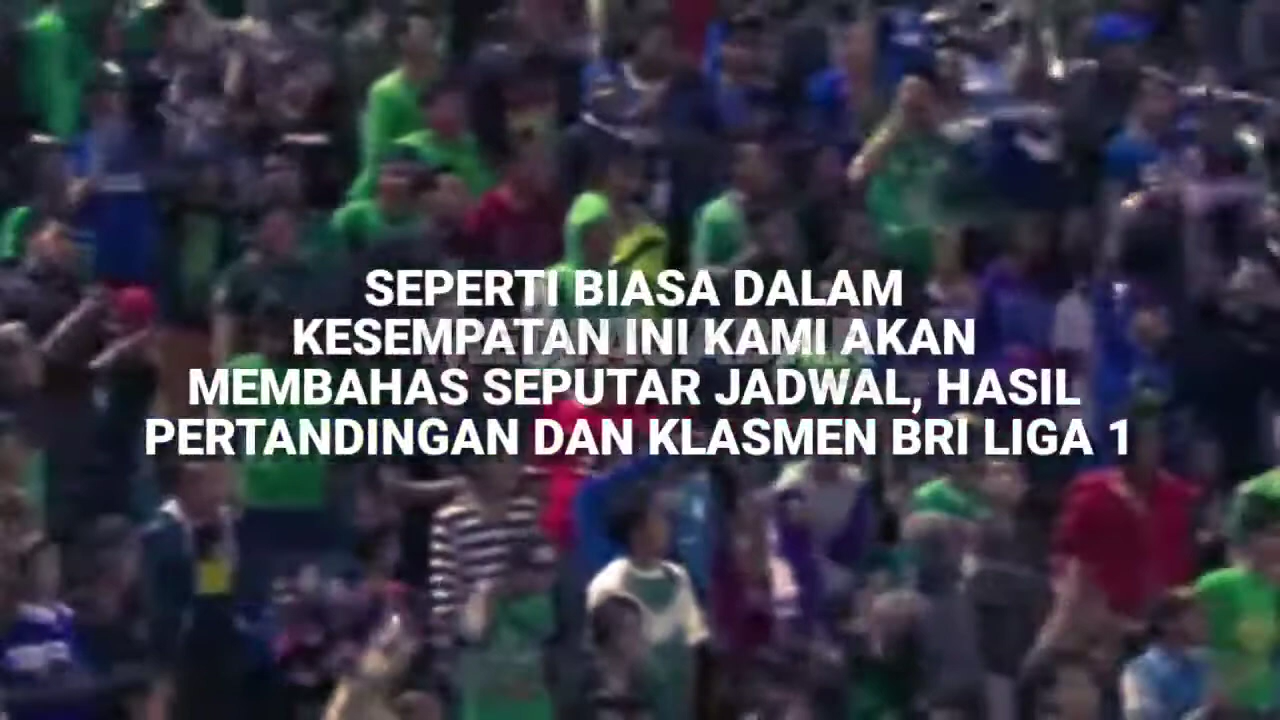 SEPERTI BIASA DALAM
KESEMPATAN INI KAMI AKAN
MEMBAHAS SEPUTAR JADWAL, HASIL
PERTANDINGAN DAN KLASMEN BRI LIGA 1